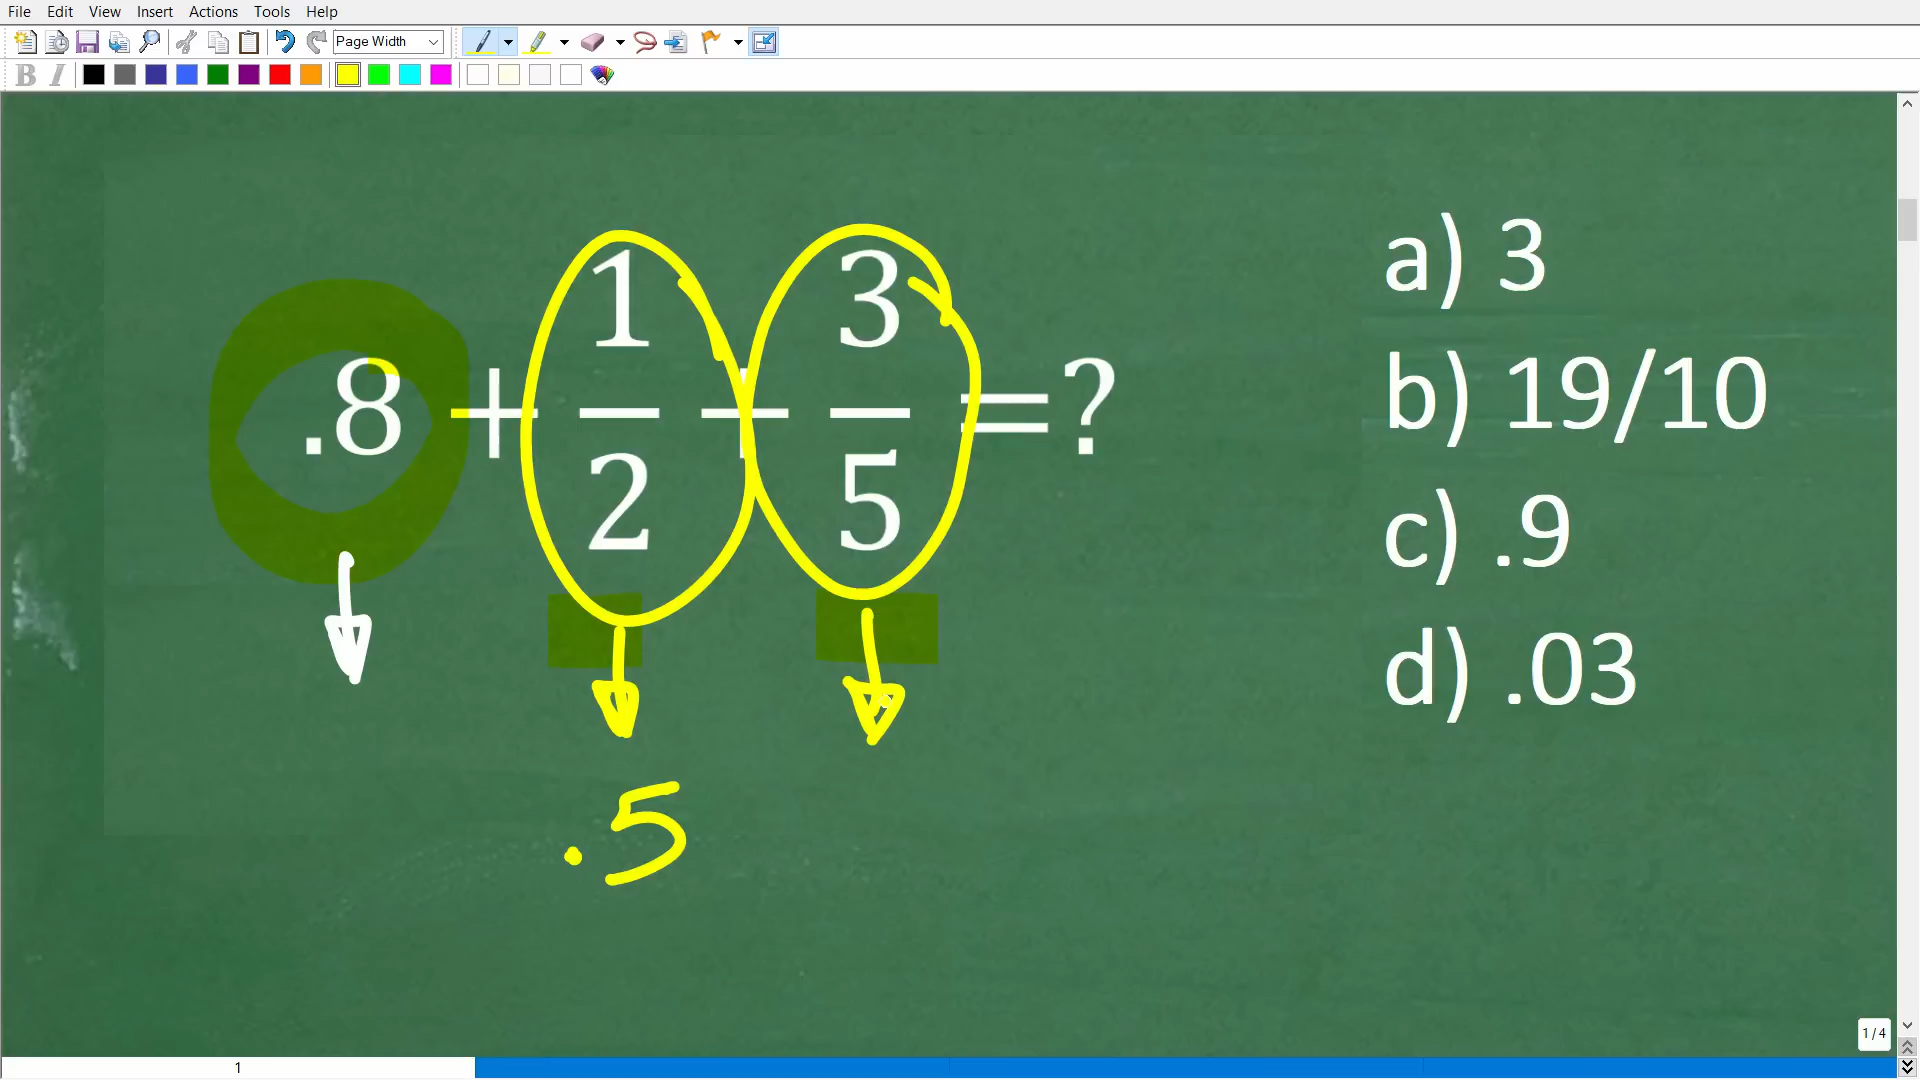 File Edit View Insert Actions Tools Help
Page Width
B I
.8 + 1/2 + 3/5 = ?
a) 3
b) 19/10
c) .9
d) .03
.5
1 / 4
1